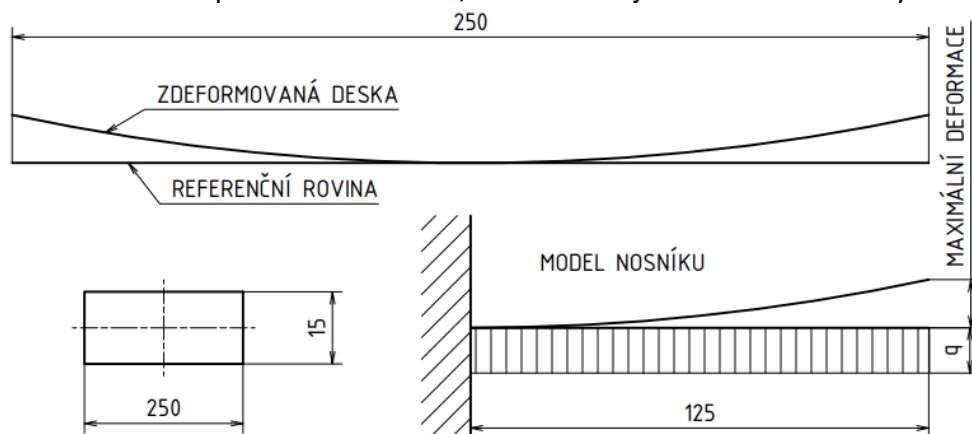 250
ZDEFORMOVANÁ DESKA
REFERENČNÍ ROVINA
MAXIMÁLNÍ DEFORMACE
MODEL NOSNÍKU
15
250
q
125